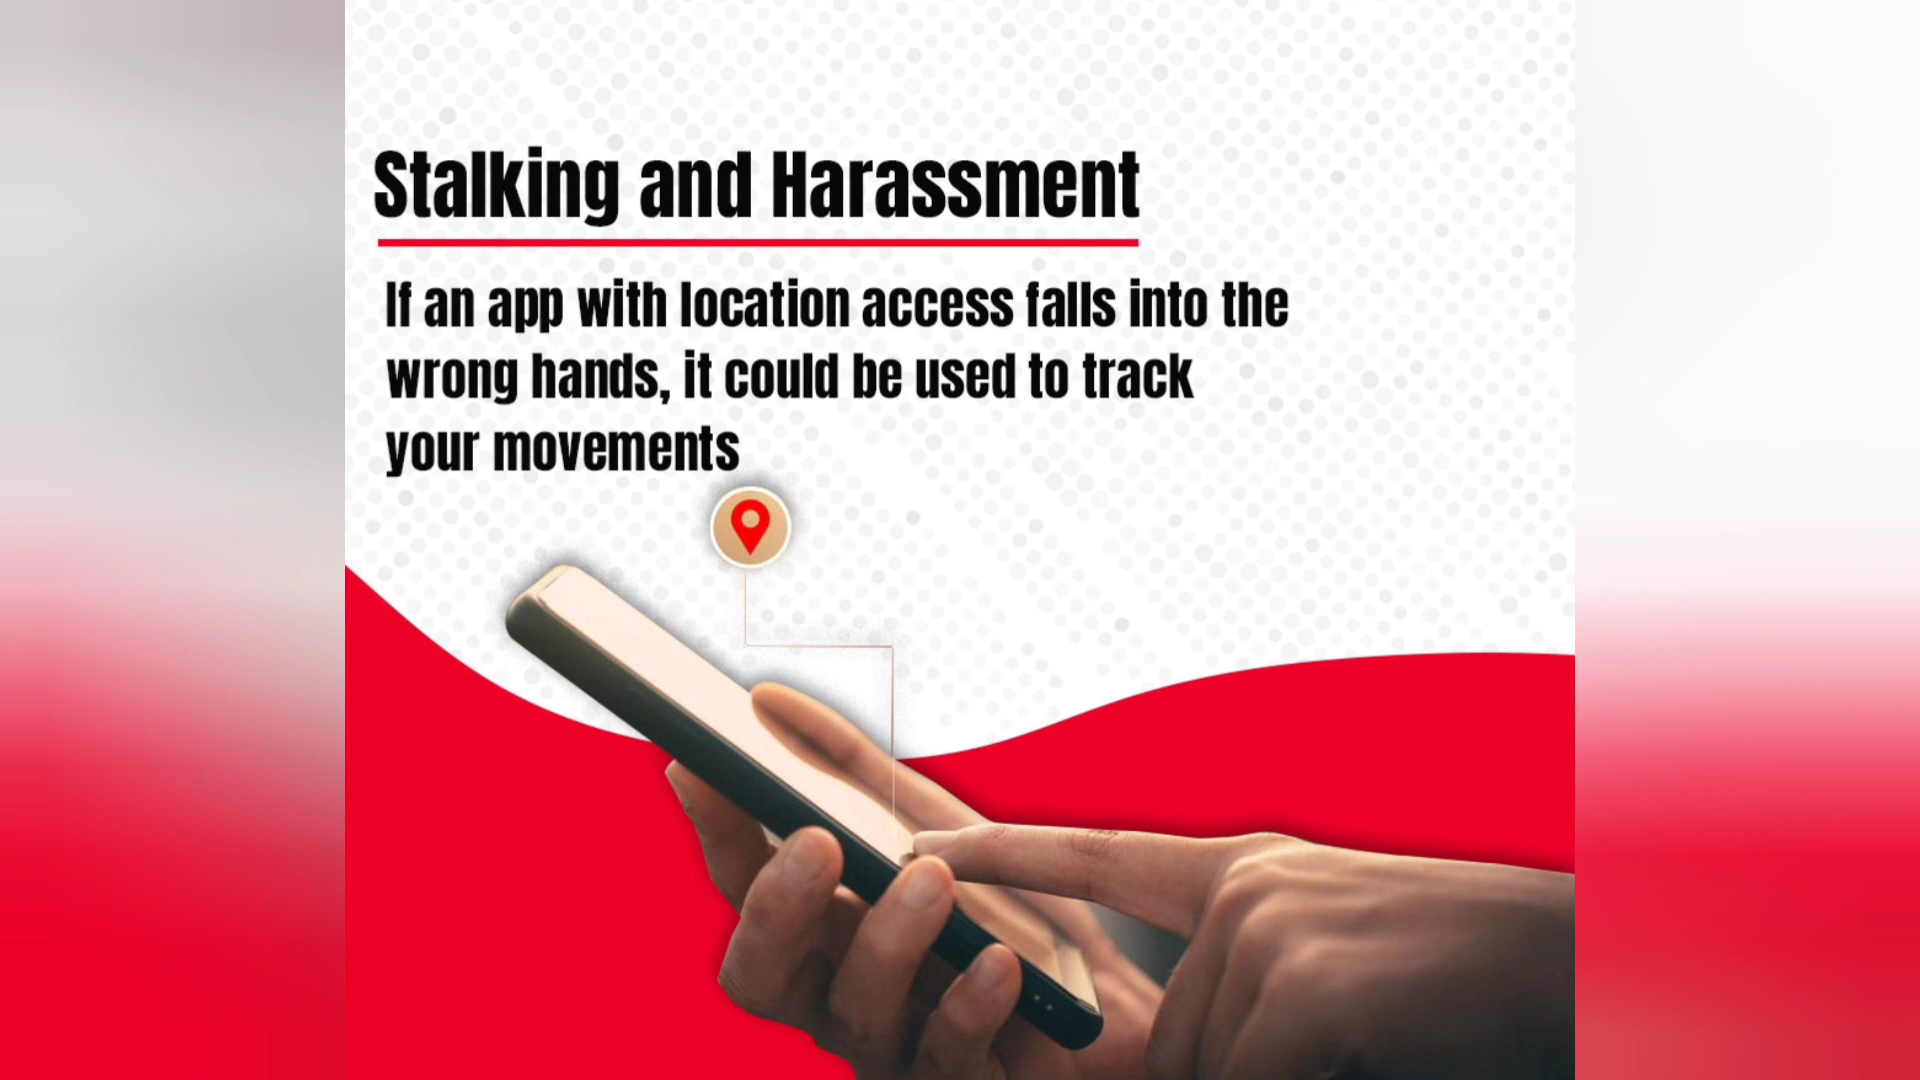 Stalking and Harassment
If an app with location access falls into the
wrong hands, it could be used to track
your movements